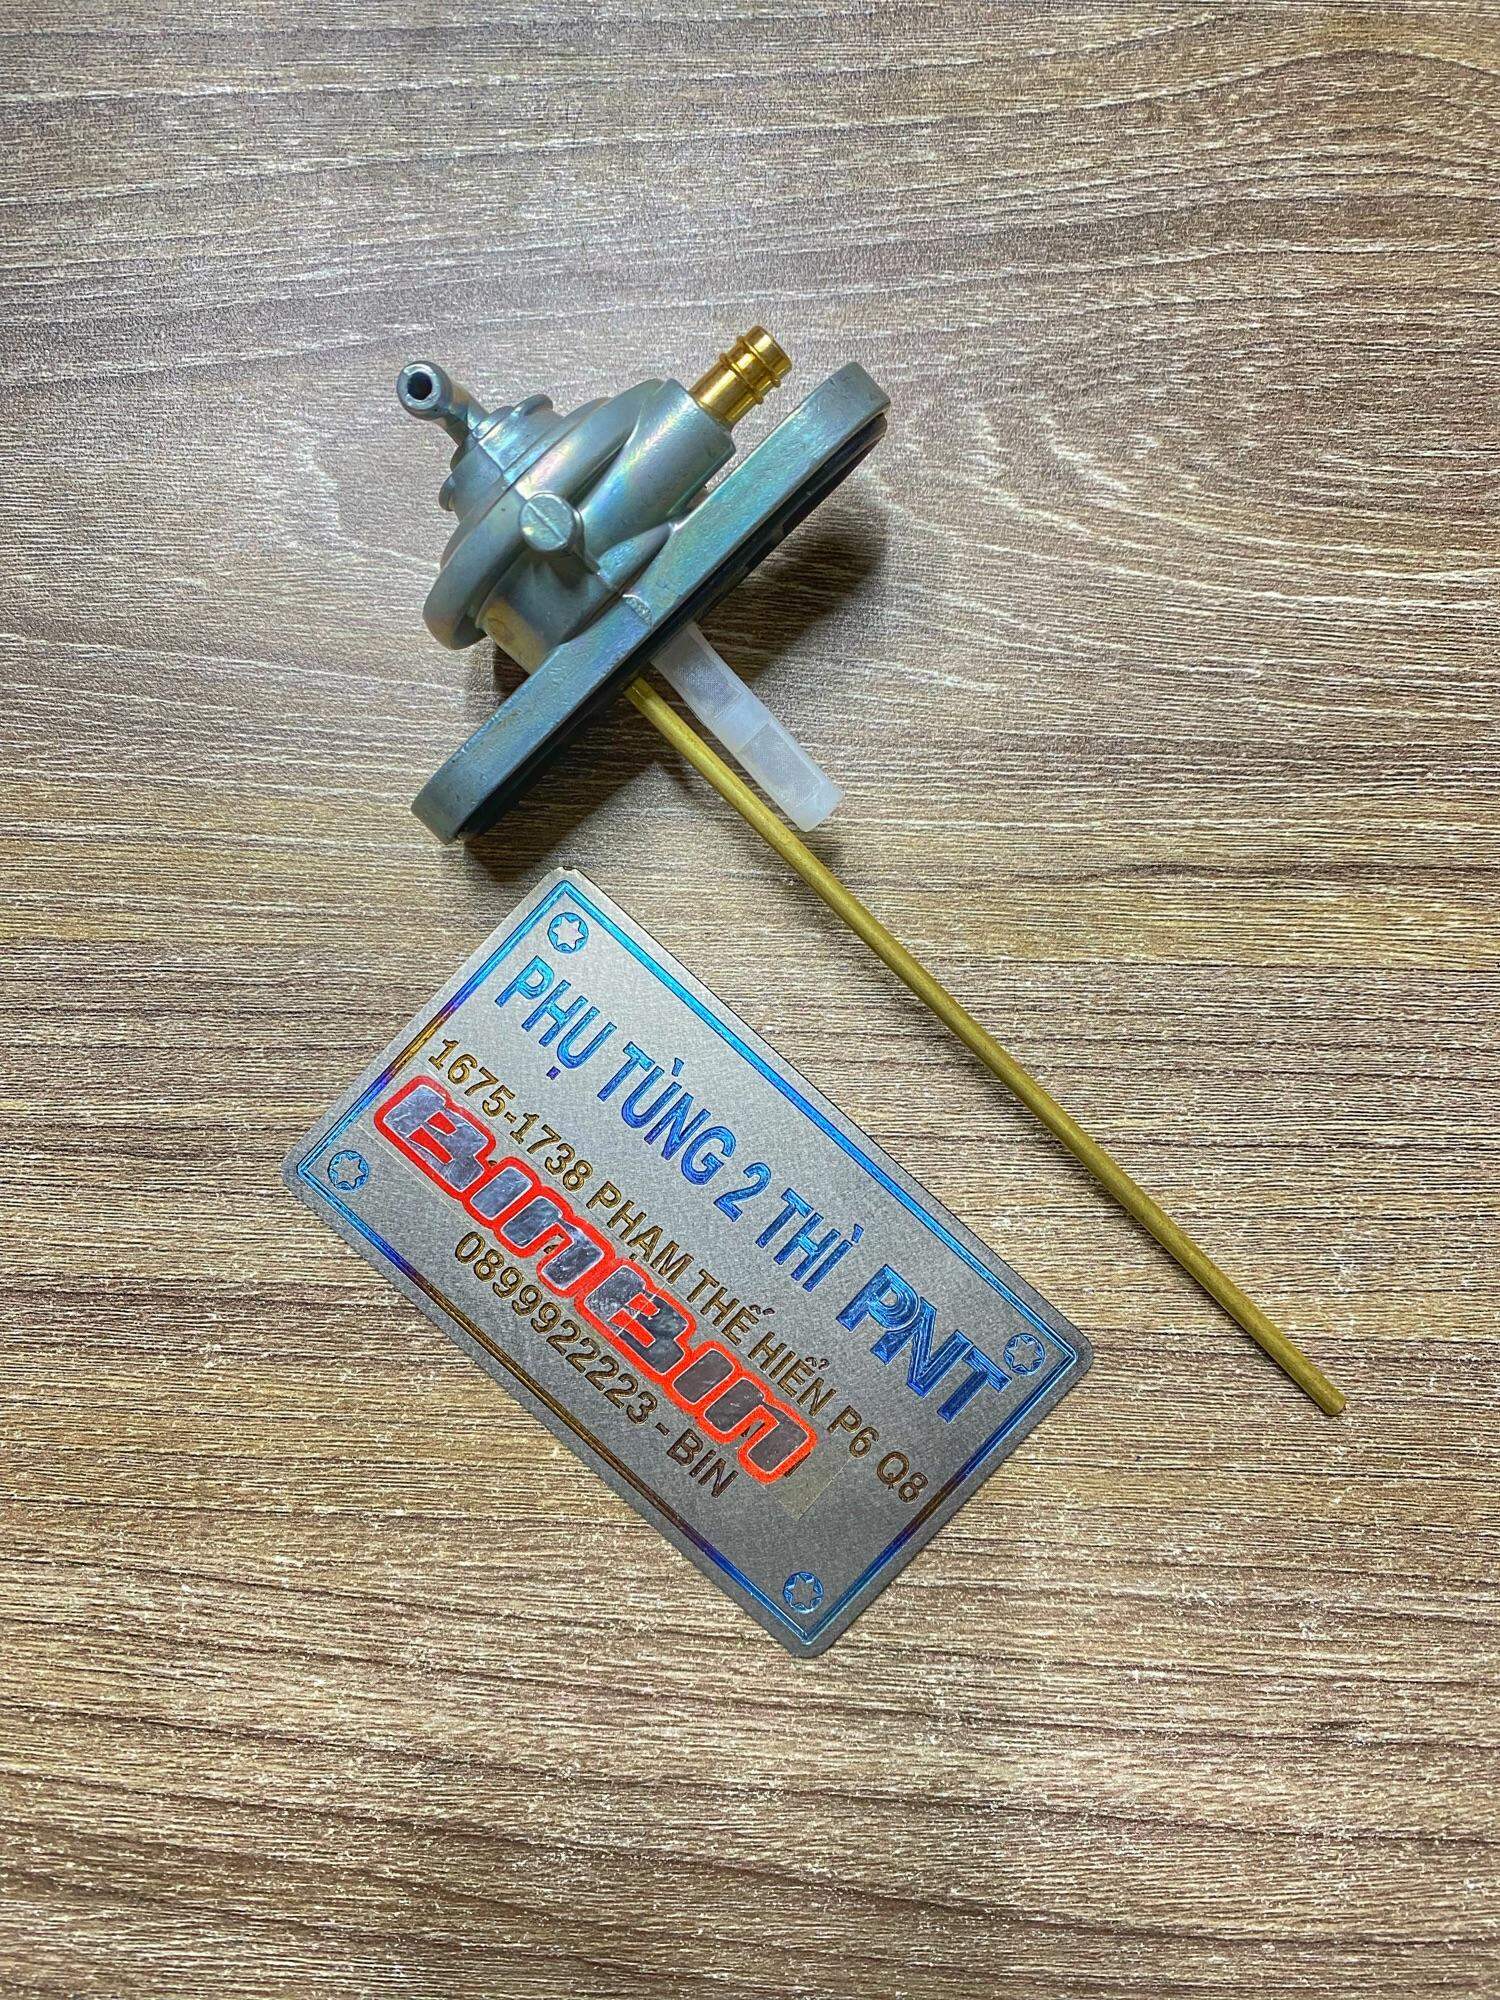 PHỤ TÙNG 2 THÌ PNT
1675-1738 PHẠM THẾ HIỂN P6 Q8
BINBIN
0899922223 - BIN